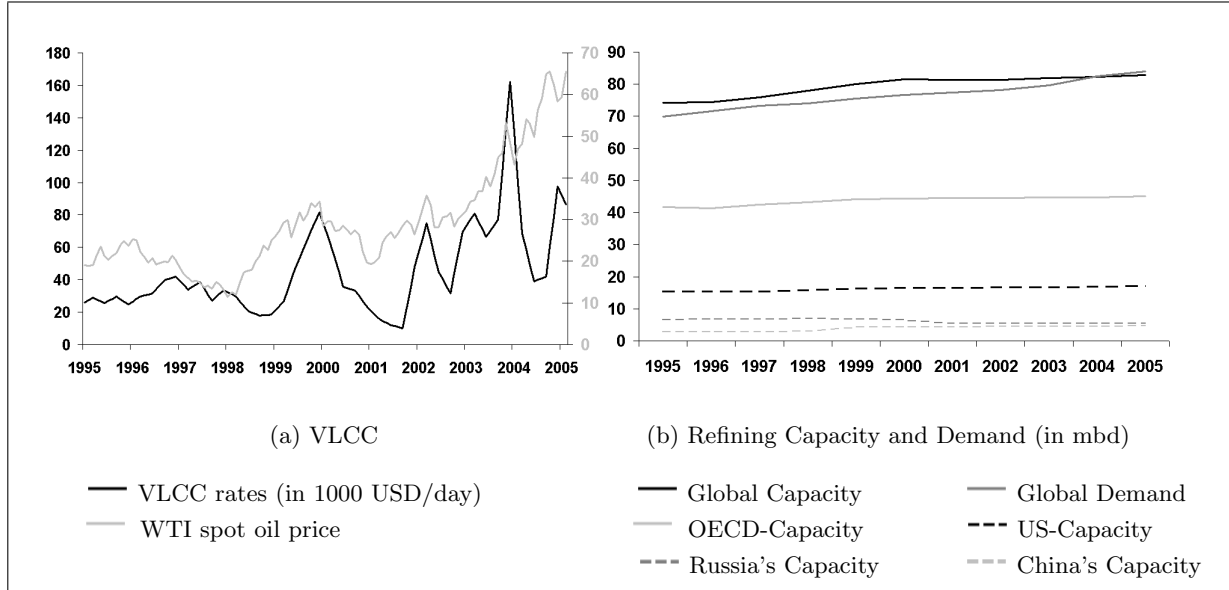 180
160
140
120
100
80
60
40
20
0
70
60
50
40
30
20
10
0
1995 1996 1997 1998 1999 2000 2001 2002 2003 2004 2005
(a) VLCC
VLCC rates (in 1000 USD/day)
WTI spot oil price
90
80
70
60
50
40
30
20
10
0
1995 1996 1997 1998 1999 2000 2001 2002 2003 2004 2005
(b) Refining Capacity and Demand (in mbd)
Global Capacity
Global Demand
OECD-Capacity
US-Capacity
Russia's Capacity
China's Capacity